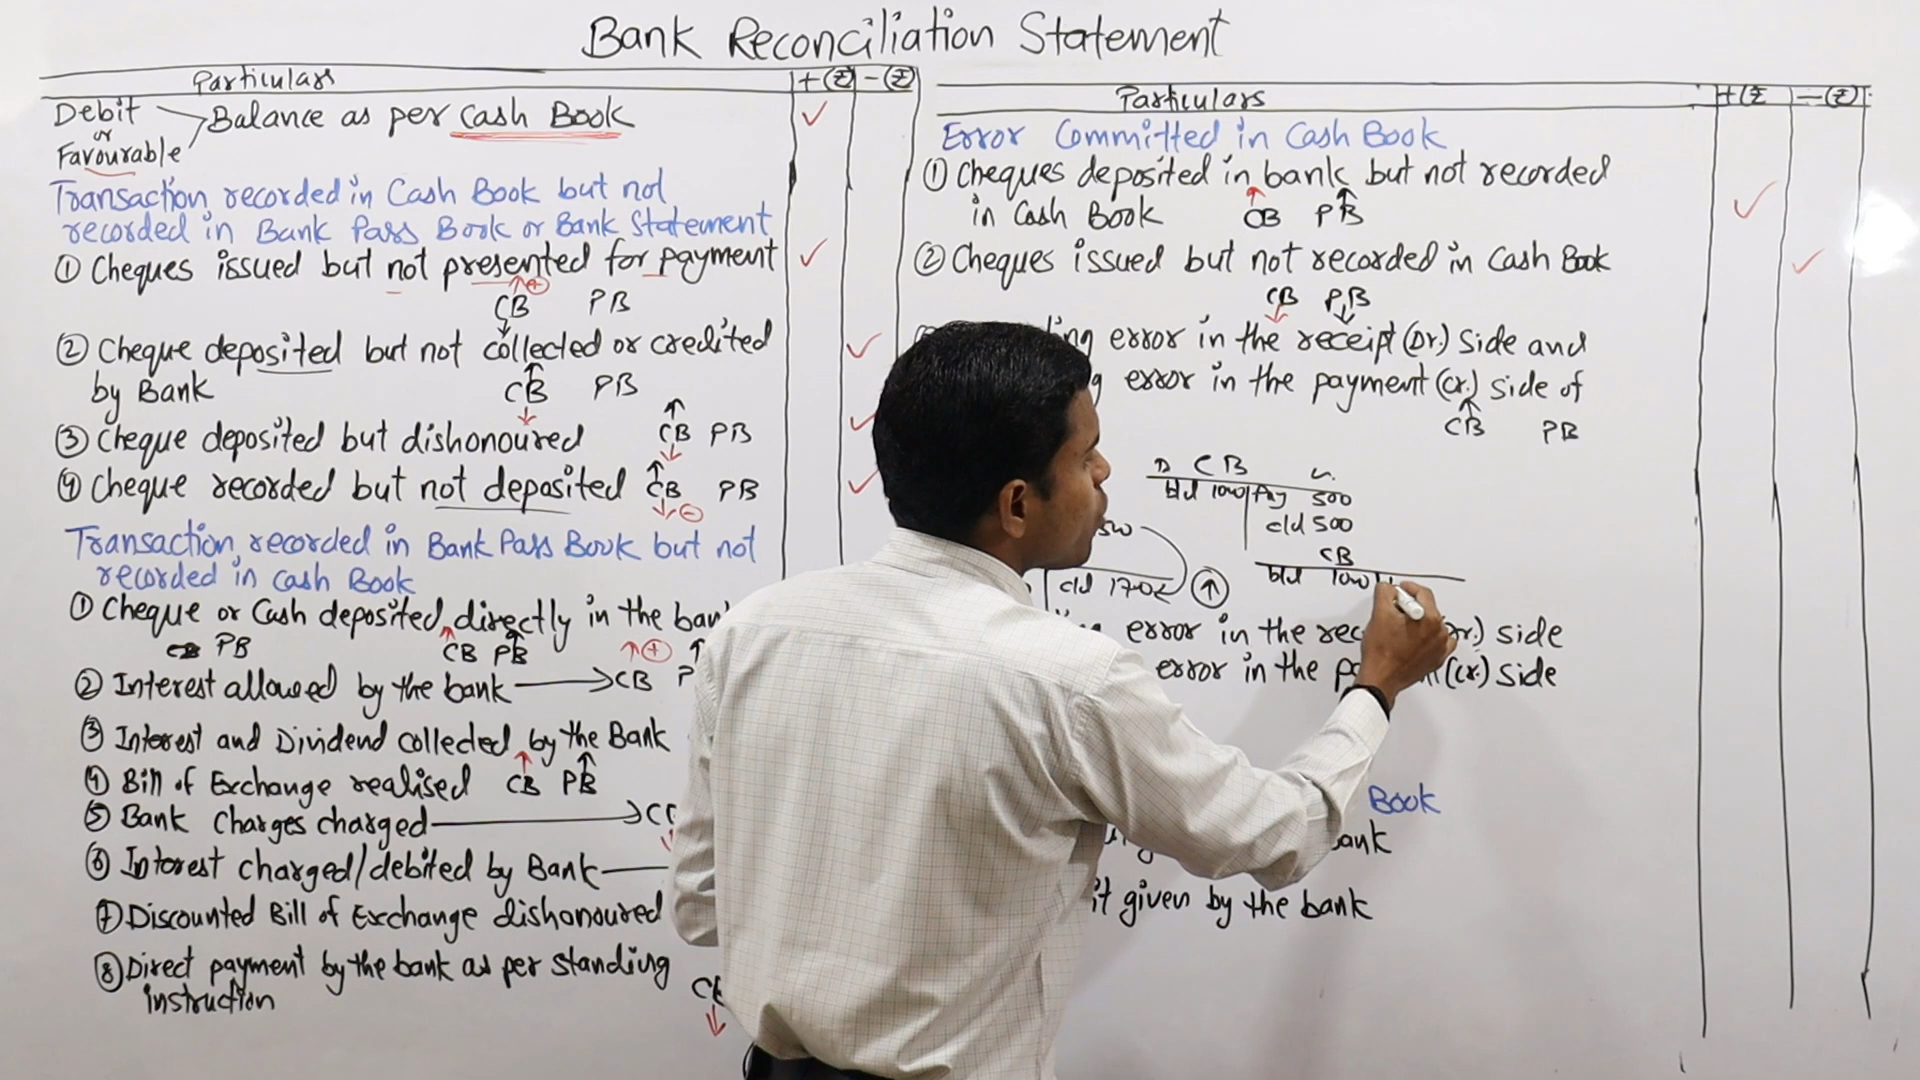 Bank Reconciliation Statement
Particulars +(₹) -(₹)
Debit
or
Favourable
Balance as per Cash Book ✓
Transaction recorded in Cash Book but not
recorded in Bank Pass Book or Bank Statement
① Cheques issued but not presented for payment ✓
CB PB
② Cheque deposited but not collected or credited ✓
by Bank CB PB
③ Cheque deposited but dishonoured CB PB
④ Cheque recorded but not deposited CB PB ✓
Transaction recorded in Bank Pass Book but not
recorded in Cash Book
① Cheque or Cash deposited directly in the
PB CB PB
② Interest allowed by the bank → CB
③ Interest and Dividend collected by the Bank
④ Bill of Exchange realised CB PB
⑤ Bank Charges charged →
⑥ Interest charged/debited by Bank
⑦ Discounted Bill of Exchange dishonoured
⑧ Direct payment by the bank as per standing
instruction
Particulars +(₹ -(₹)
Error Committed in Cash Book
① Cheques deposited in bank but not recorded
in Cash Book CB PB ✓
② Cheques issued but not recorded in Cash Book ✓
CB PB
error in the receipt (Dr.) side and
error in the payment (Cr.) side of
CB PB
CB
b/d 1000 Pay 500
c/d 500
CB
b/d 1000
c/d
error in the side
error in the (Cr.) side
Book
given by the bank